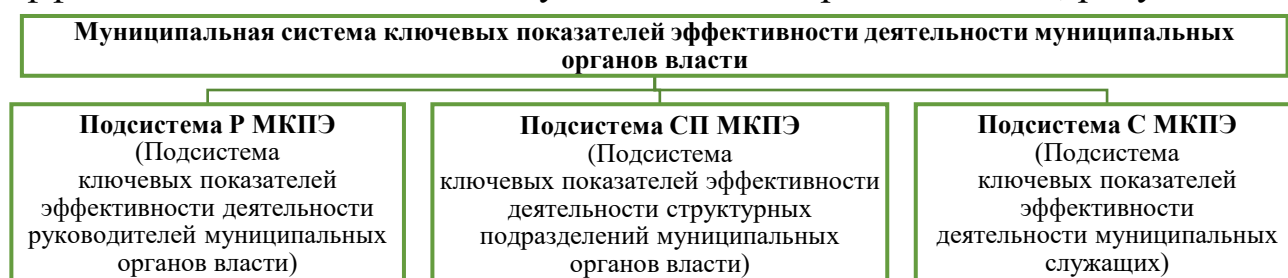 Муниципальная система ключевых показателей эффективности деятельности муниципальных
органов власти
Подсистема Р МКПЭ
(Подсистема
ключевых показателей
эффективности деятельности
руководителей муниципальных
органов власти)
Подсистема СП МКПЭ
(Подсистема
ключевых показателей эффективности
деятельности структурных
подразделений муниципальных
органов власти)
Подсистема С МКПЭ
(Подсистема
ключевых показателей
эффективности
деятельности муниципальных
служащих)